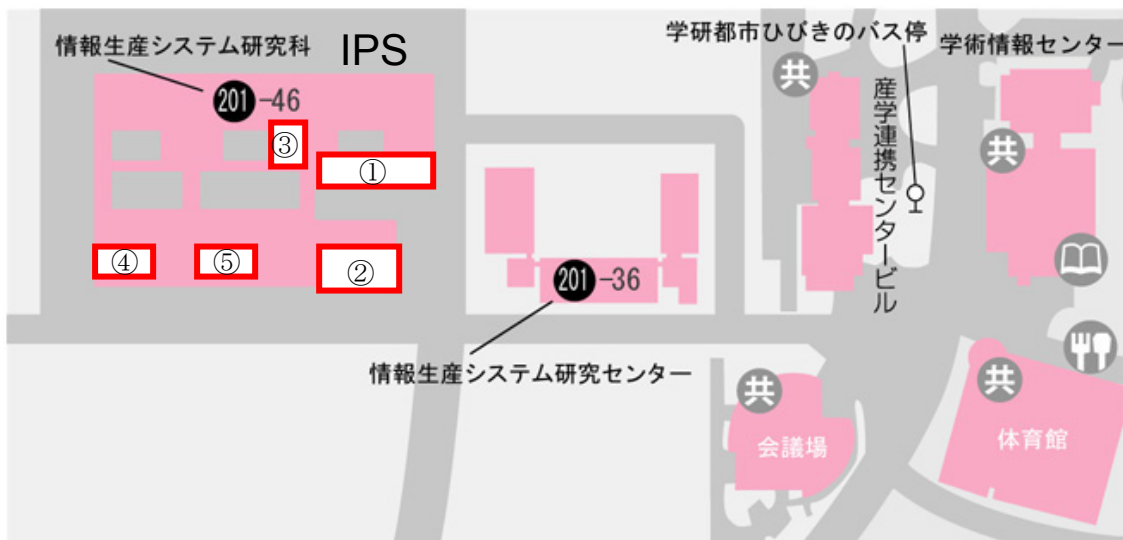 情報生産システム研究科
IPS
学研都市ひびきのバス停
学術情報センター
共
201-46
産学連携センタービル
③
共
①
④
⑤
②
201-36
情報生産システム研究センター
共
会議場
共
体育館